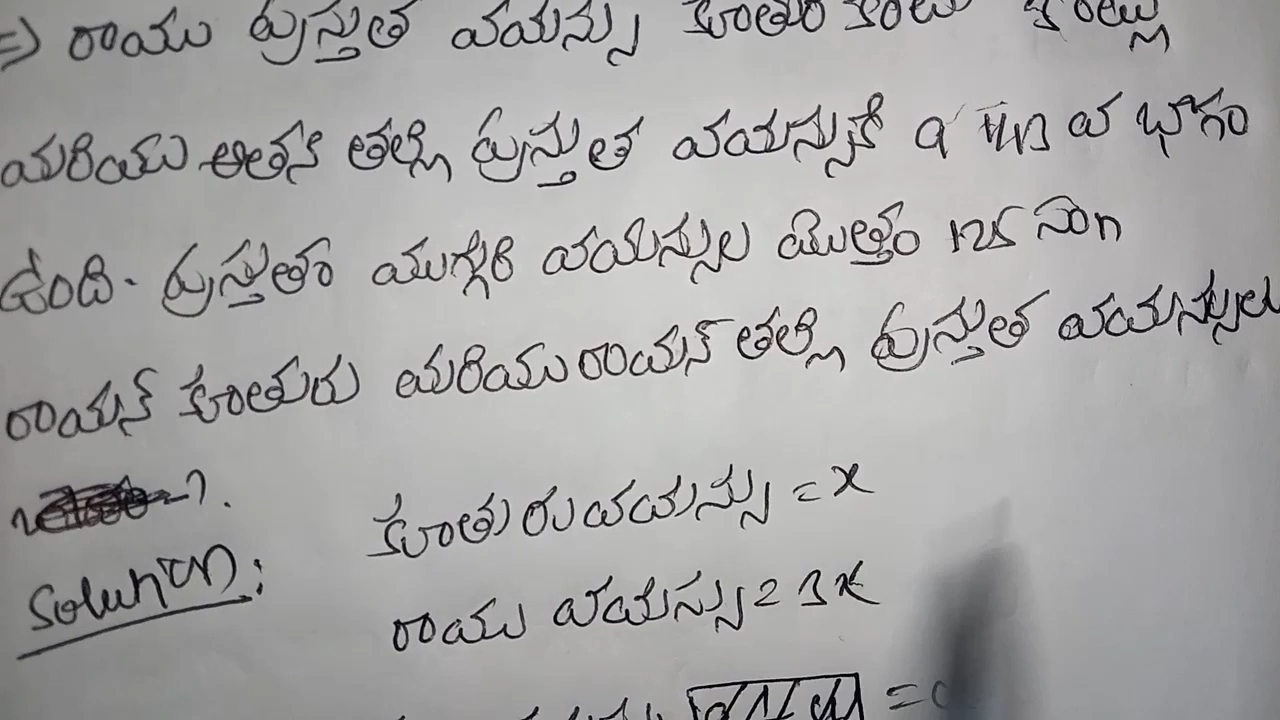 => రాము ప్రస్తుత వయస్సు కూతురు కంటే
మరియు అతని తల్లి ప్రస్తుత వయస్సులో 9 13 వ భాగం
ఉంది. ప్రస్తుతం ముగ్గురి వయస్సుల మొత్తం 125 సం॥
రాము కూతురు మరియు రాము తల్లి ప్రస్తుత వయస్సులు
?.
Solution: కూతురు వయస్సు = x
రాము వయస్సు = 3x
=